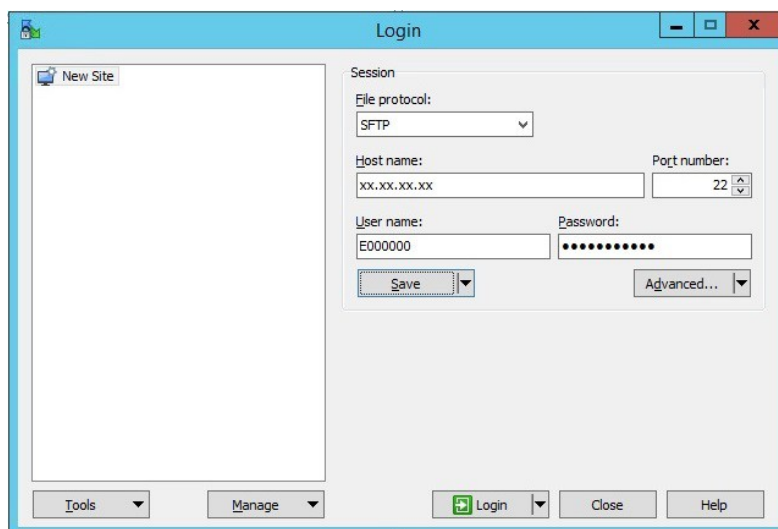 Login
New Site
Session
File protocol:
SFTP
Host name: Port number:
xx.xx.xx.xx 22
User name: Password:
E000000 •••••••••••
Save Advanced...
Tools Manage Login Close Help